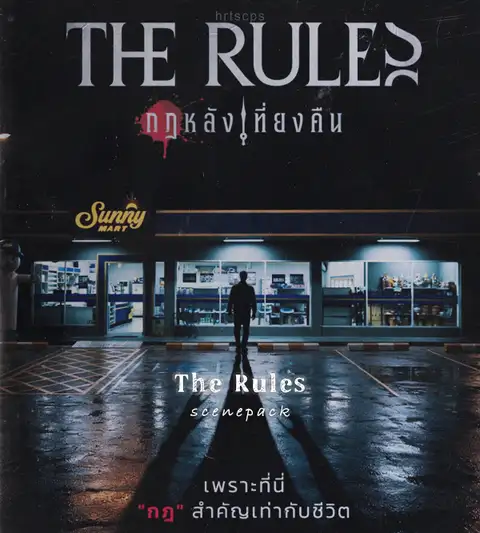 hrtscps
THE RULES
กฎหลังเที่ยงคืน
Sunny
MART
The Rules
scenepack
เพราะที่นี่
"กฎ" สำคัญเท่ากับชีวิต